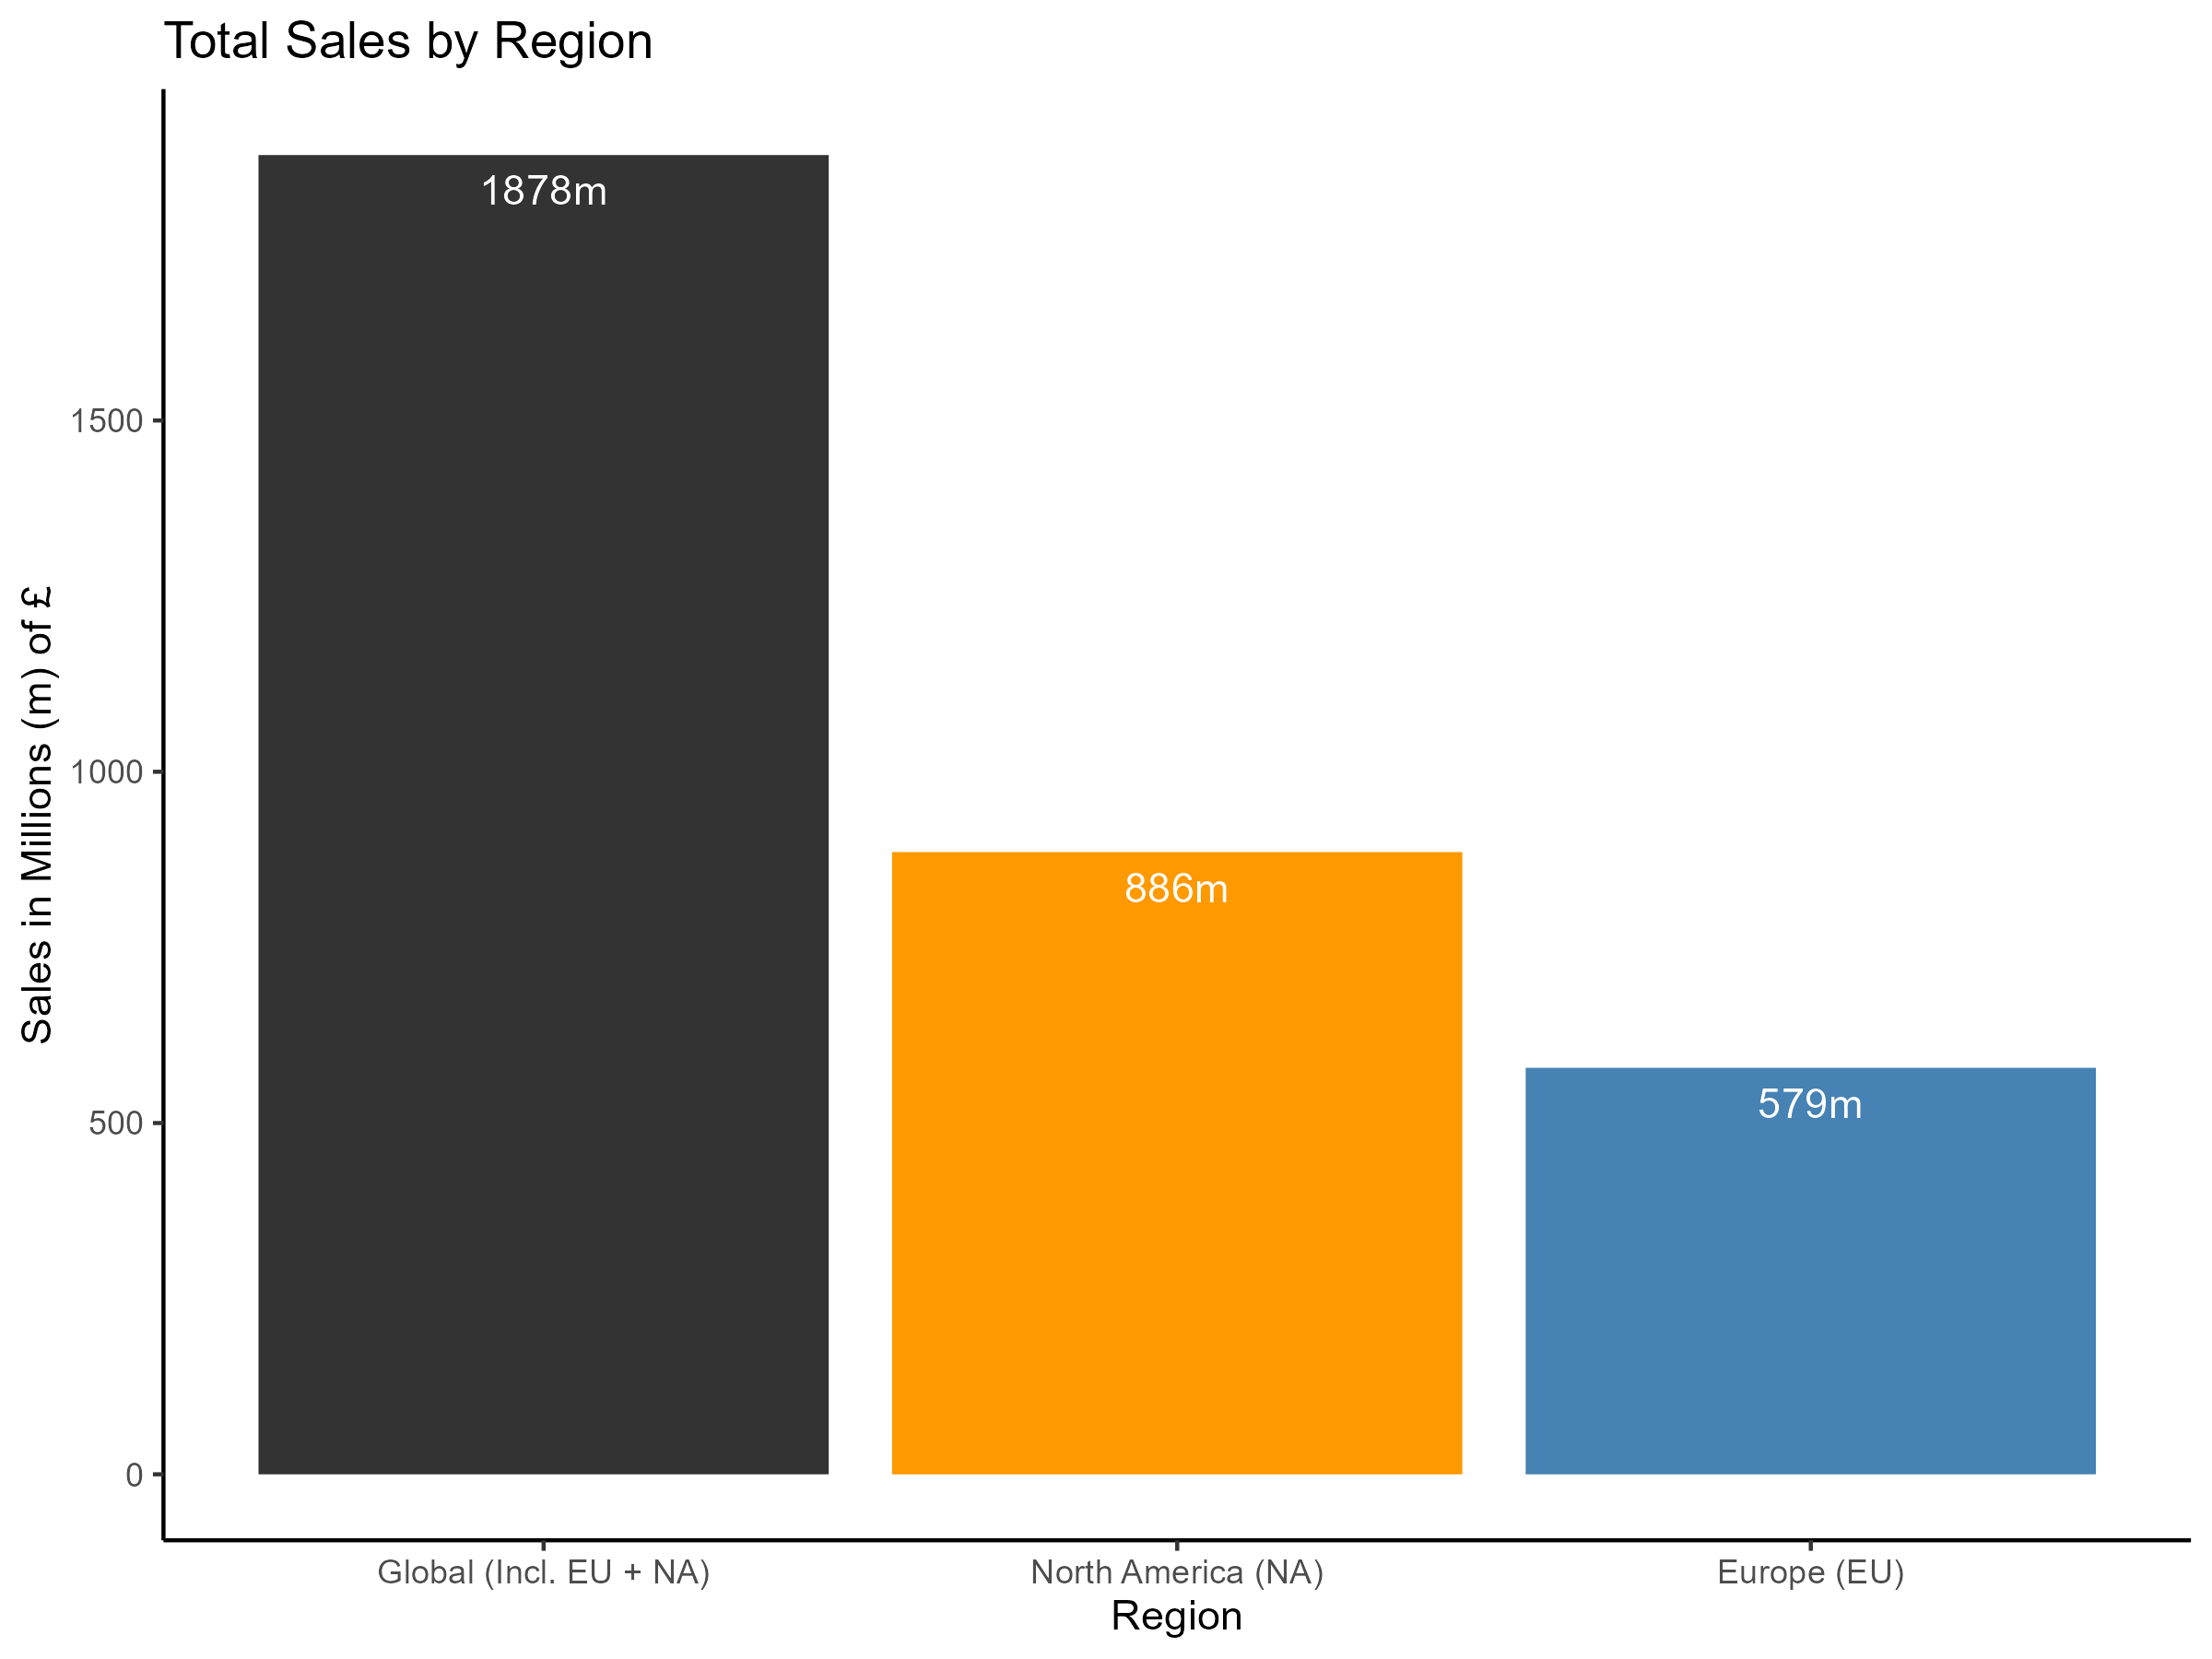 Total Sales by Region
Sales in Millions (m) of £
1500
1000
500
0
1878m
886m
579m
Global (Incl. EU + NA)
North America (NA)
Europe (EU)
Region